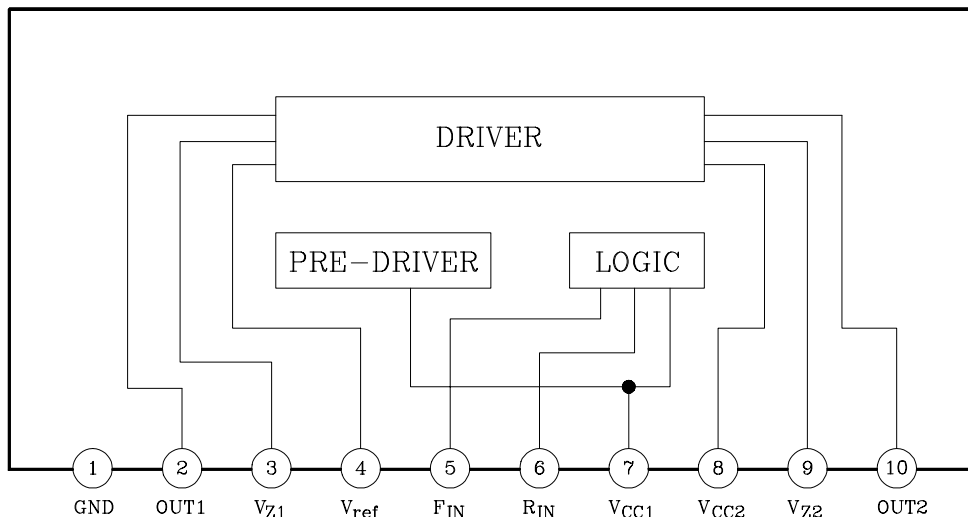 DRIVER
PRE-DRIVER LOGIC
1 2 3 4 5 6 7 8 9 10
GND OUT1 VZ1 Vref FIN RIN VCC1 VCC2 VZ2 OUT2